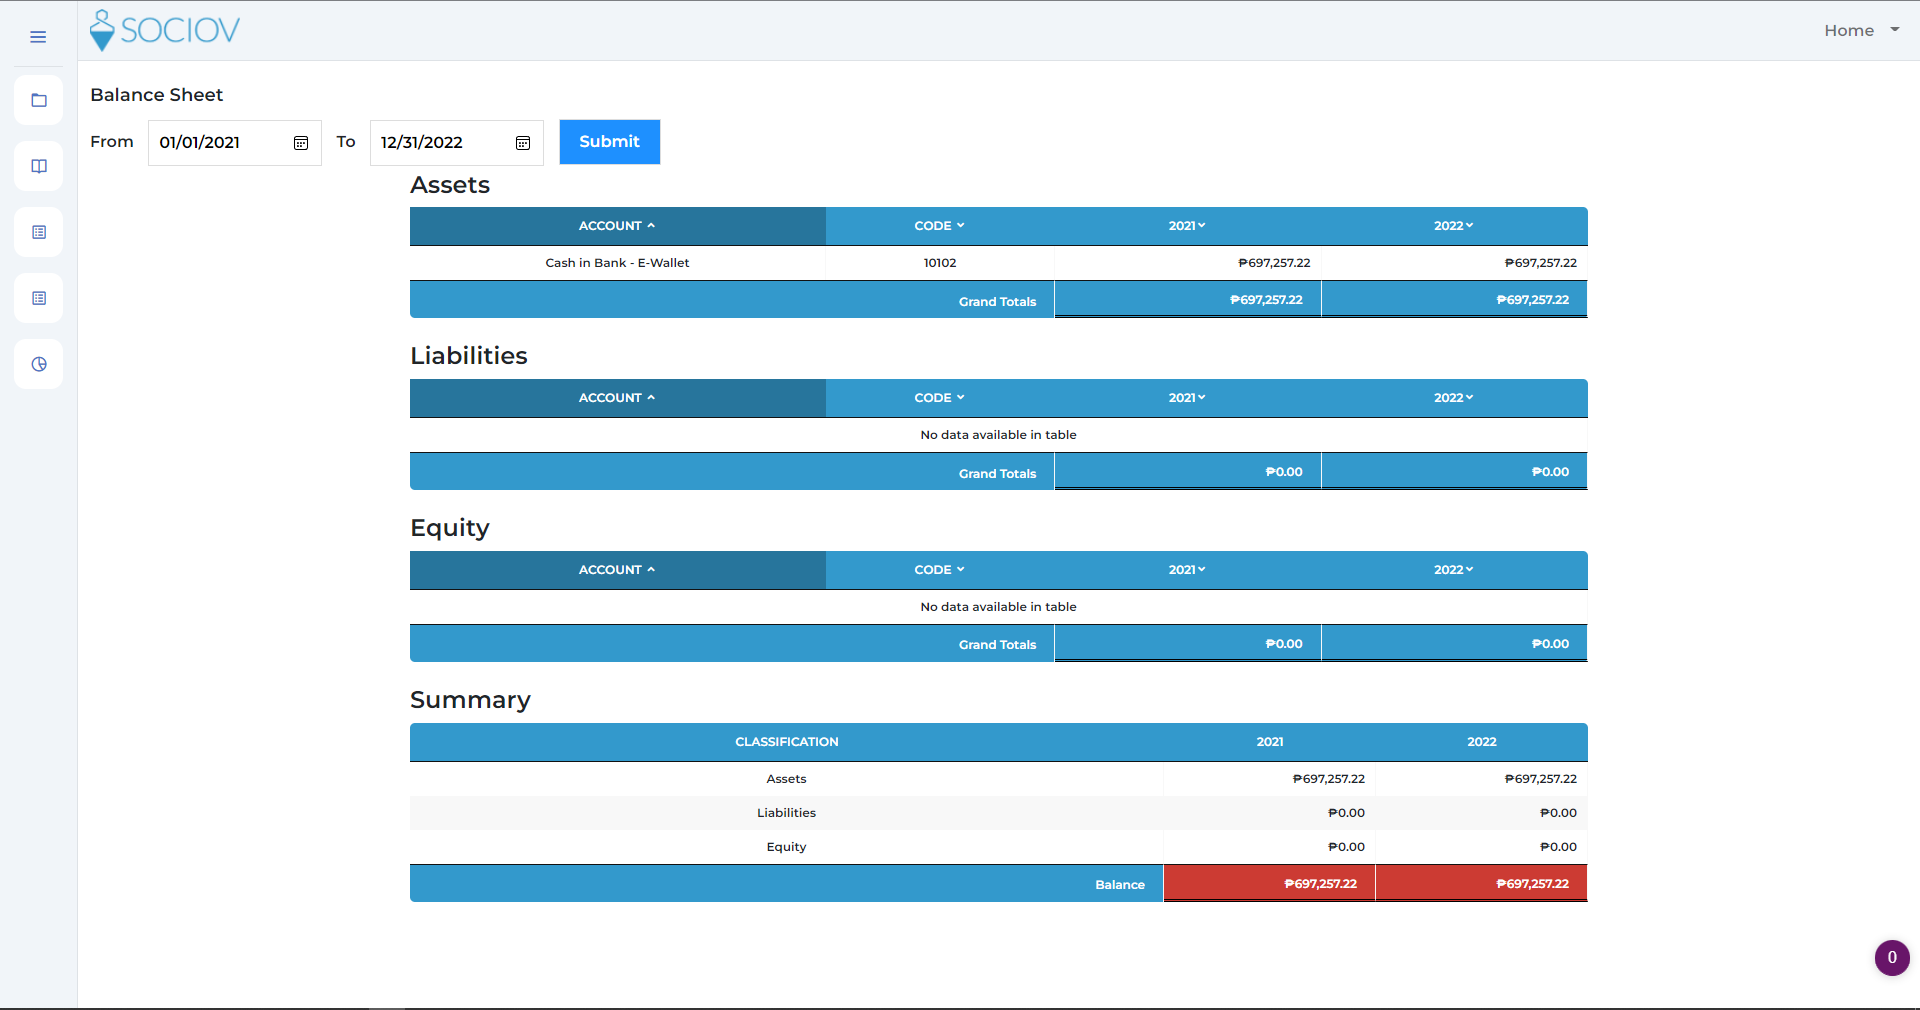 SOCIOV
Home
Balance Sheet
From 01/01/2021 To 12/31/2022 Submit
Assets
ACCOUNT CODE 2021 2022
Cash in Bank - E-Wallet 10102 ₱697,257.22 ₱697,257.22
Grand Totals ₱697,257.22 ₱697,257.22
Liabilities
ACCOUNT CODE 2021 2022
No data available in table
Grand Totals ₱0.00 ₱0.00
Equity
ACCOUNT CODE 2021 2022
No data available in table
Grand Totals ₱0.00 ₱0.00
Summary
CLASSIFICATION 2021 2022
Assets ₱697,257.22 ₱697,257.22
Liabilities ₱0.00 ₱0.00
Equity ₱0.00 ₱0.00
Balance ₱697,257.22 ₱697,257.22
0